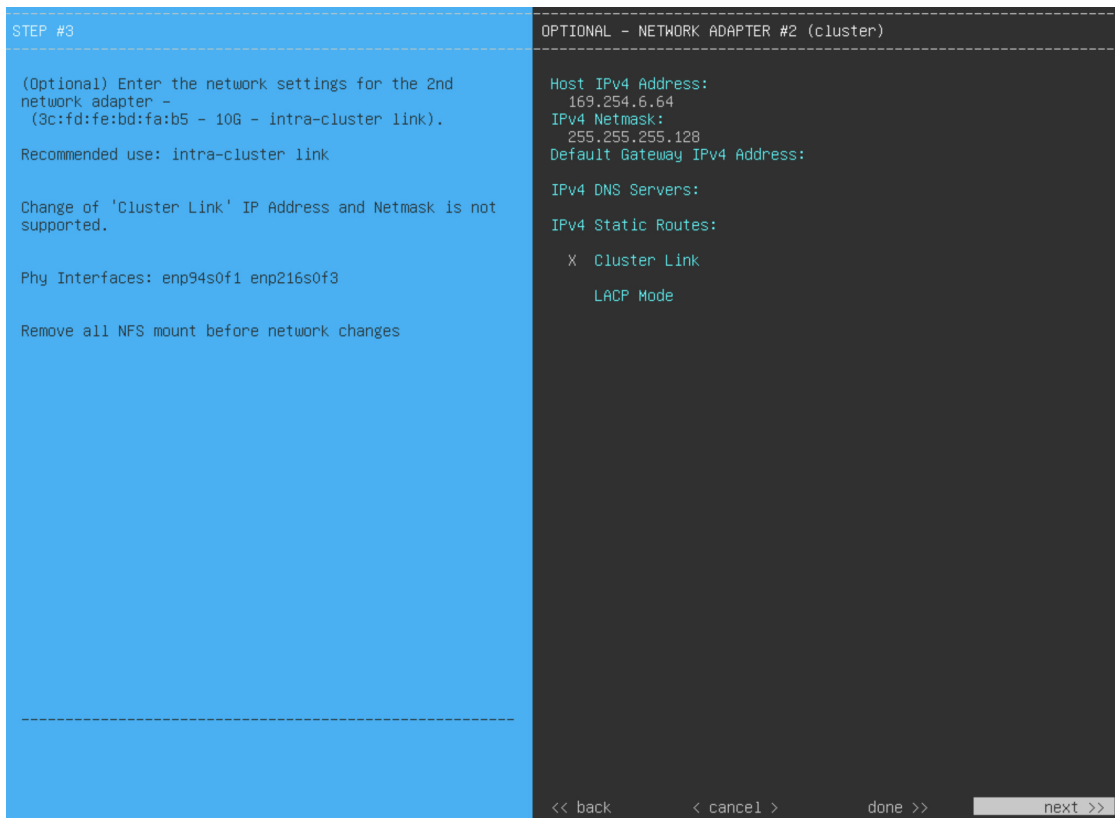 STEP #3
(Optional) Enter the network settings for the 2nd
network adapter -
(3c:fd:fe:bd:fa:b5 - 10G - intra-cluster link).
Recommended use: intra-cluster link
Change of 'Cluster Link' IP Address and Netmask is not
supported.
Phy Interfaces: enp94s0f1 enp216s0f3
Remove all NFS mount before network changes
OPTIONAL - NETWORK ADAPTER #2 (cluster)
Host IPv4 Address:
169.254.6.64
IPv4 Netmask:
255.255.255.128
Default Gateway IPv4 Address:
IPv4 DNS Servers:
IPv4 Static Routes:
X Cluster Link
LACP Mode
<< back < cancel > done >> next >>